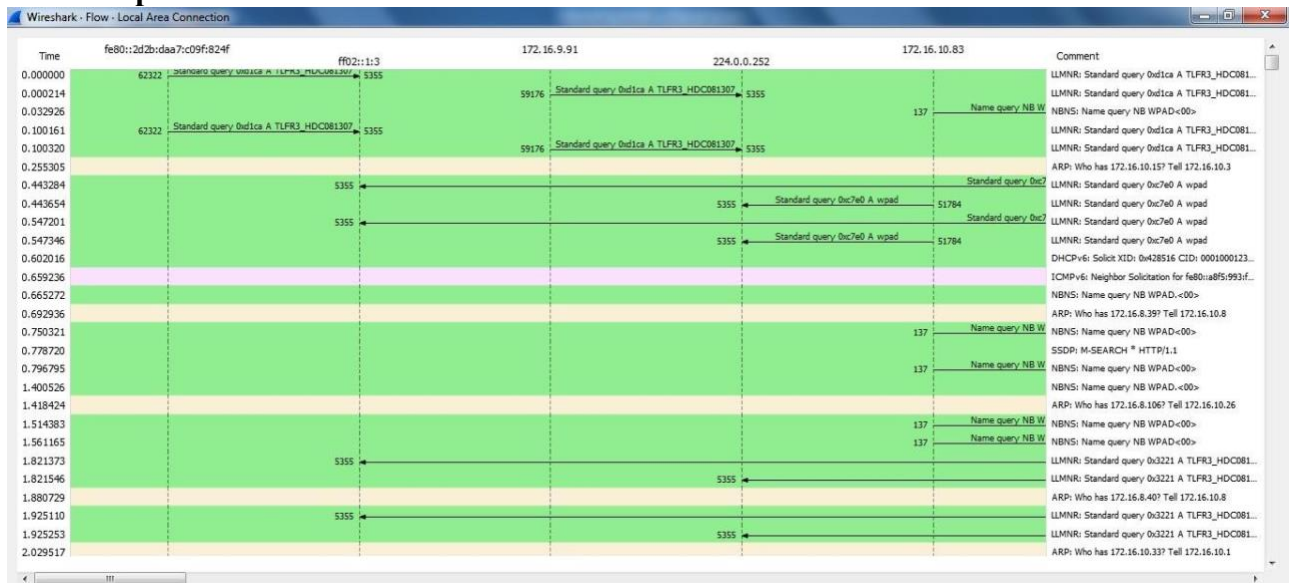 Wireshark · Flow · Local Area Connection
Time fe80::2d2b:daa7:c09f:824f ff02::1:3 172.16.9.91 224.0.0.252 172.16.10.83 Comment
0.000000 62322 Standard query 0xd1ca A TLFR3_HDC081307 5355 LLMNR: Standard query 0xd1ca A TLFR3_HDC081...
0.000214 59176 Standard query 0xd1ca A TLFR3_HDC081307 5355 LLMNR: Standard query 0xd1ca A TLFR3_HDC081...
0.032926 137 Name query NB W NBNS: Name query NB WPAD<00>
0.100161 62322 Standard query 0xd1ca A TLFR3_HDC081307 5355 LLMNR: Standard query 0xd1ca A TLFR3_HDC081...
0.100320 59176 Standard query 0xd1ca A TLFR3_HDC081307 5355 LLMNR: Standard query 0xd1ca A TLFR3_HDC081...
0.255305 ARP: Who has 172.16.10.15? Tell 172.16.10.3
0.443284 5355 Standard query 0xc7 LLMNR: Standard query 0xc7e0 A wpad
0.443654 5355 Standard query 0xc7e0 A wpad 51784 LLMNR: Standard query 0xc7e0 A wpad
0.547201 5355 Standard query 0xc7 LLMNR: Standard query 0xc7e0 A wpad
0.547346 5355 Standard query 0xc7e0 A wpad 51784 LLMNR: Standard query 0xc7e0 A wpad
0.602016 DHCPv6: Solicit XID: 0x428516 CID: 0001000123...
0.659236 ICMPv6: Neighbor Solicitation for fe80::a8f5:993:f...
0.665272 NBNS: Name query NB WPAD.<00>
0.692936 ARP: Who has 172.16.8.39? Tell 172.16.10.8
0.750321 137 Name query NB W NBNS: Name query NB WPAD<00>
0.778720 SSDP: M-SEARCH * HTTP/1.1
0.796795 137 Name query NB W NBNS: Name query NB WPAD<00>
1.400526 NBNS: Name query NB WPAD.<00>
1.418424 ARP: Who has 172.16.8.106? Tell 172.16.10.26
1.514383 137 Name query NB W NBNS: Name query NB WPAD<00>
1.561165 137 Name query NB W NBNS: Name query NB WPAD<00>
1.821373 5355 LLMNR: Standard query 0x3221 A TLFR3_HDC081...
1.821546 5355 LLMNR: Standard query 0x3221 A TLFR3_HDC081...
1.880729 ARP: Who has 172.16.8.40? Tell 172.16.10.8
1.925110 5355 LLMNR: Standard query 0x3221 A TLFR3_HDC081...
1.925253 5355 LLMNR: Standard query 0x3221 A TLFR3_HDC081...
2.029517 ARP: Who has 172.16.10.33? Tell 172.16.10.1